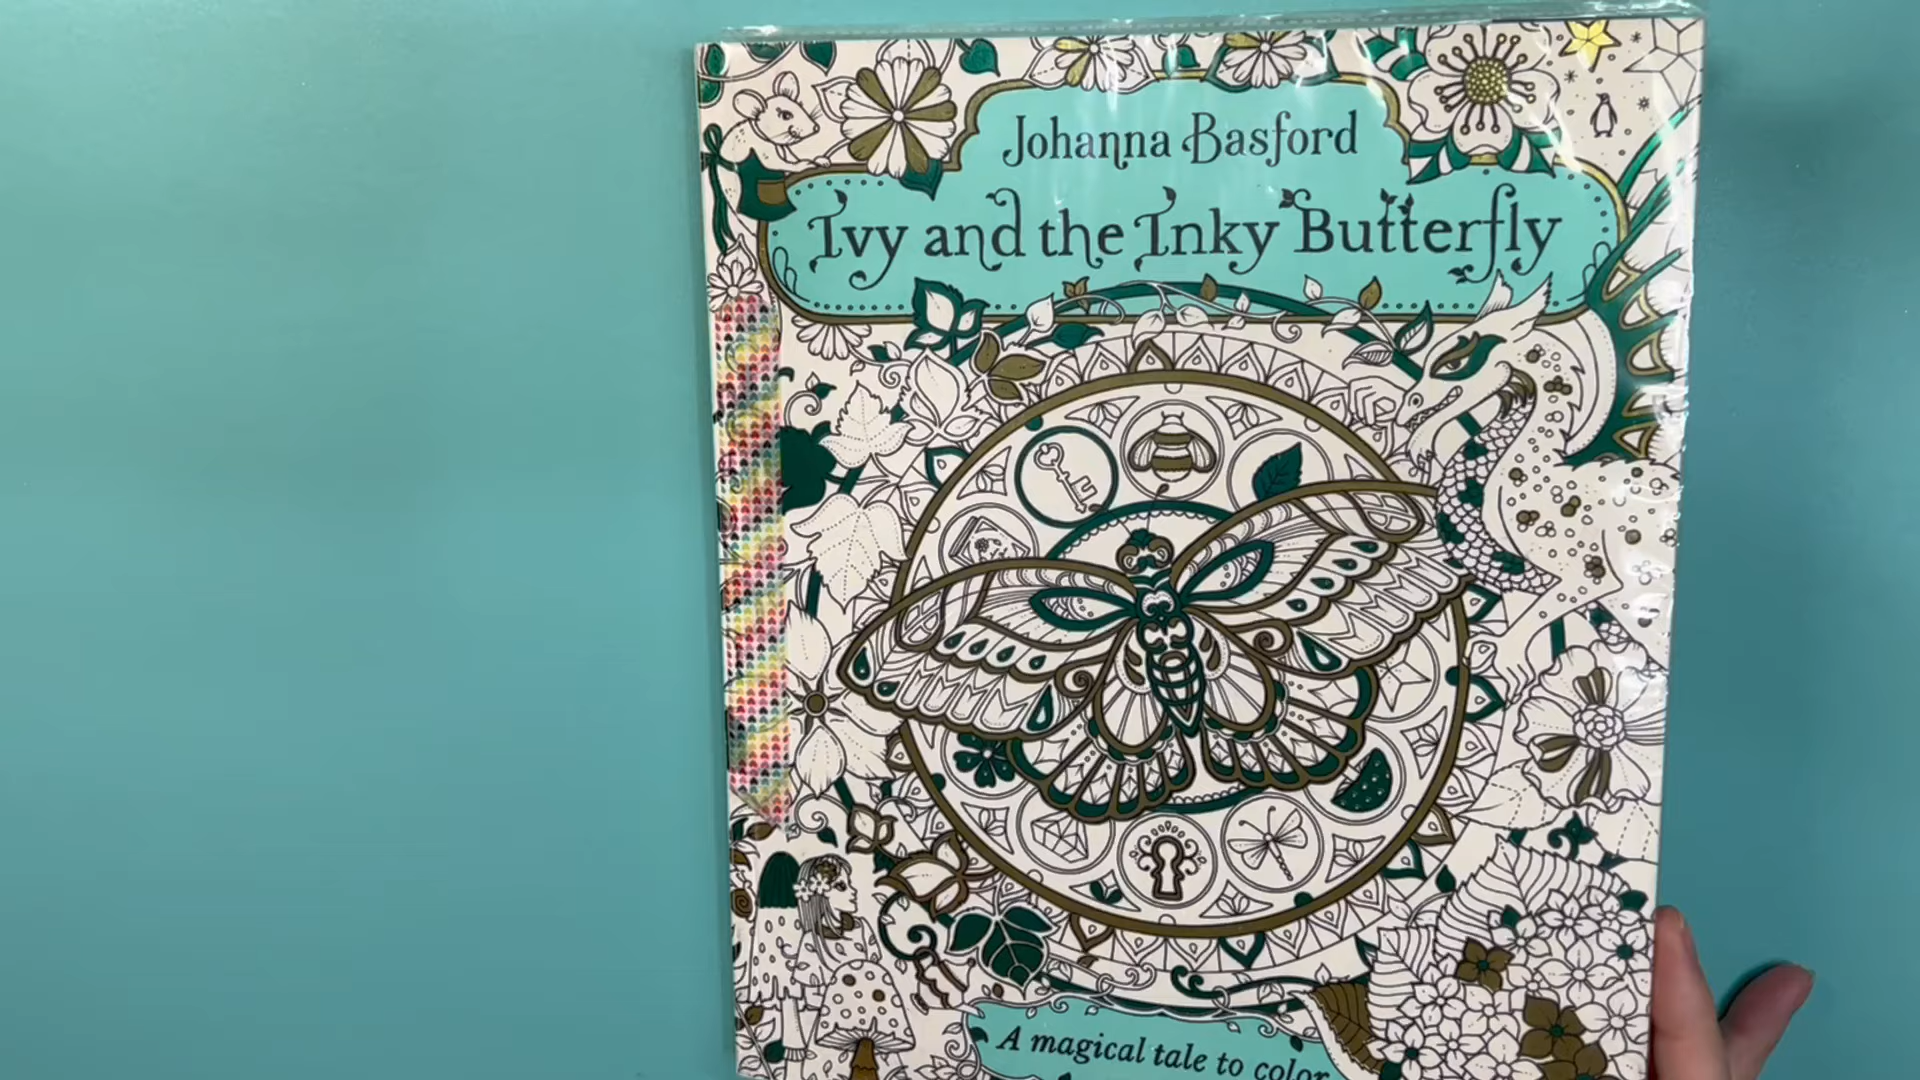 Johanna Basford
Ivy and the Inky Butterfly
A magical tale to color